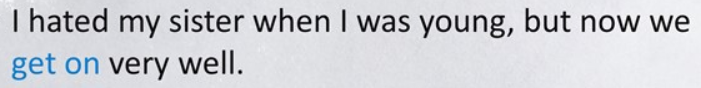 I hated my sister when I was young, but now we
get on very well.